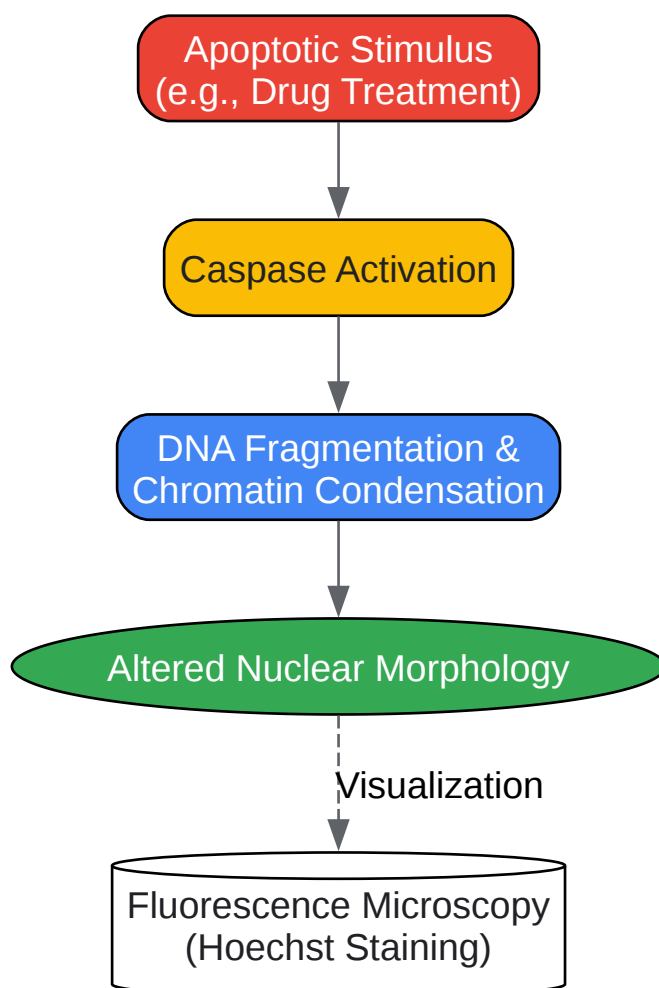 Apoptotic Stimulus
(e.g., Drug Treatment)
Caspase Activation
DNA Fragmentation &
Chromatin Condensation
Altered Nuclear Morphology
Visualization
Fluorescence Microscopy
(Hoechst Staining)